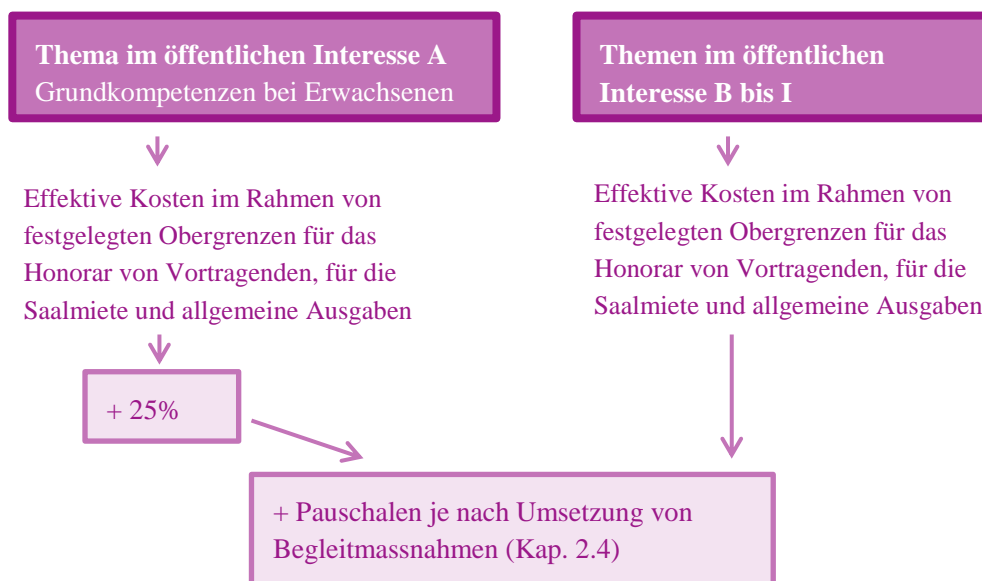 Thema im öffentlichen Interesse A
Grundkompetenzen bei Erwachsenen
Themen im öffentlichen
Interesse B bis I
Effektive Kosten im Rahmen von
festgelegten Obergrenzen für das
Honorar von Vortragenden, für die
Saalmiete und allgemeine Ausgaben
Effektive Kosten im Rahmen von
festgelegten Obergrenzen für das
Honorar von Vortragenden, für die
Saalmiete und allgemeine Ausgaben
+ 25%
+ Pauschalen je nach Umsetzung von
Begleitmassnahmen (Kap. 2.4)